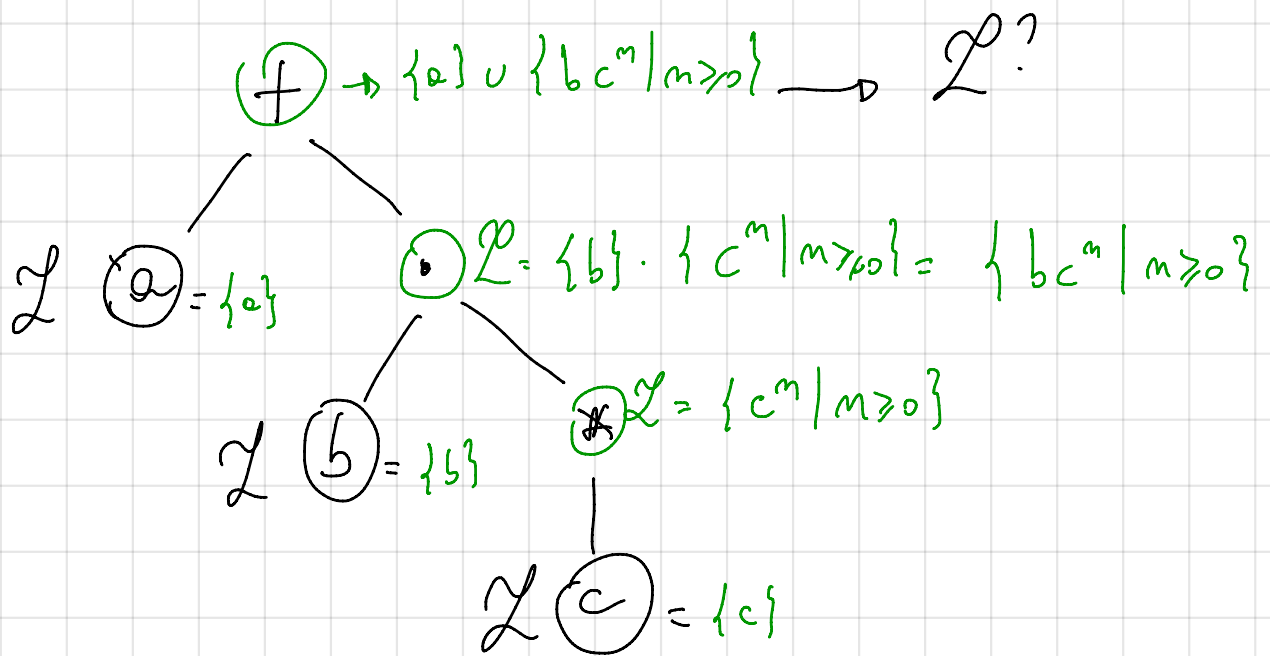 + → {a} ∪ {bcⁿ | n⩾0} → L?
L a = {a}
· L = {b} · {cⁿ | n⩾0} = {bcⁿ | n⩾0}
L b = {b}
* L = {cⁿ | n⩾0}
L c = {c}